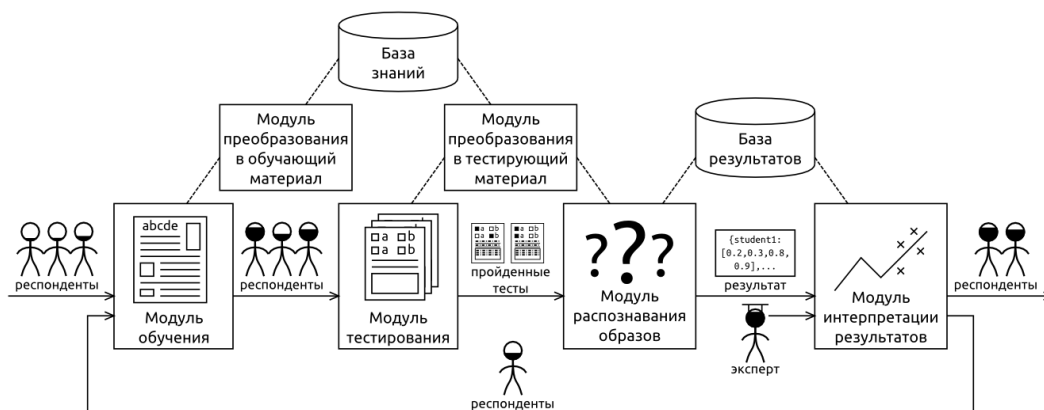 База
знаний
Модуль
преобразования
в обучающий
материал
Модуль
преобразования
в тестирующий
материал
База
результатов
респонденты
abcde
Модуль
обучения
респонденты
a b
a b
Модуль
тестирования
a b
a b
a b
a b
пройденные
тесты
???
Модуль
распознавания
образов
{student1:
[0.2,0.3,0.8,
0.9],...
результат
эксперт
Модуль
интерпретации
результатов
респонденты
респонденты